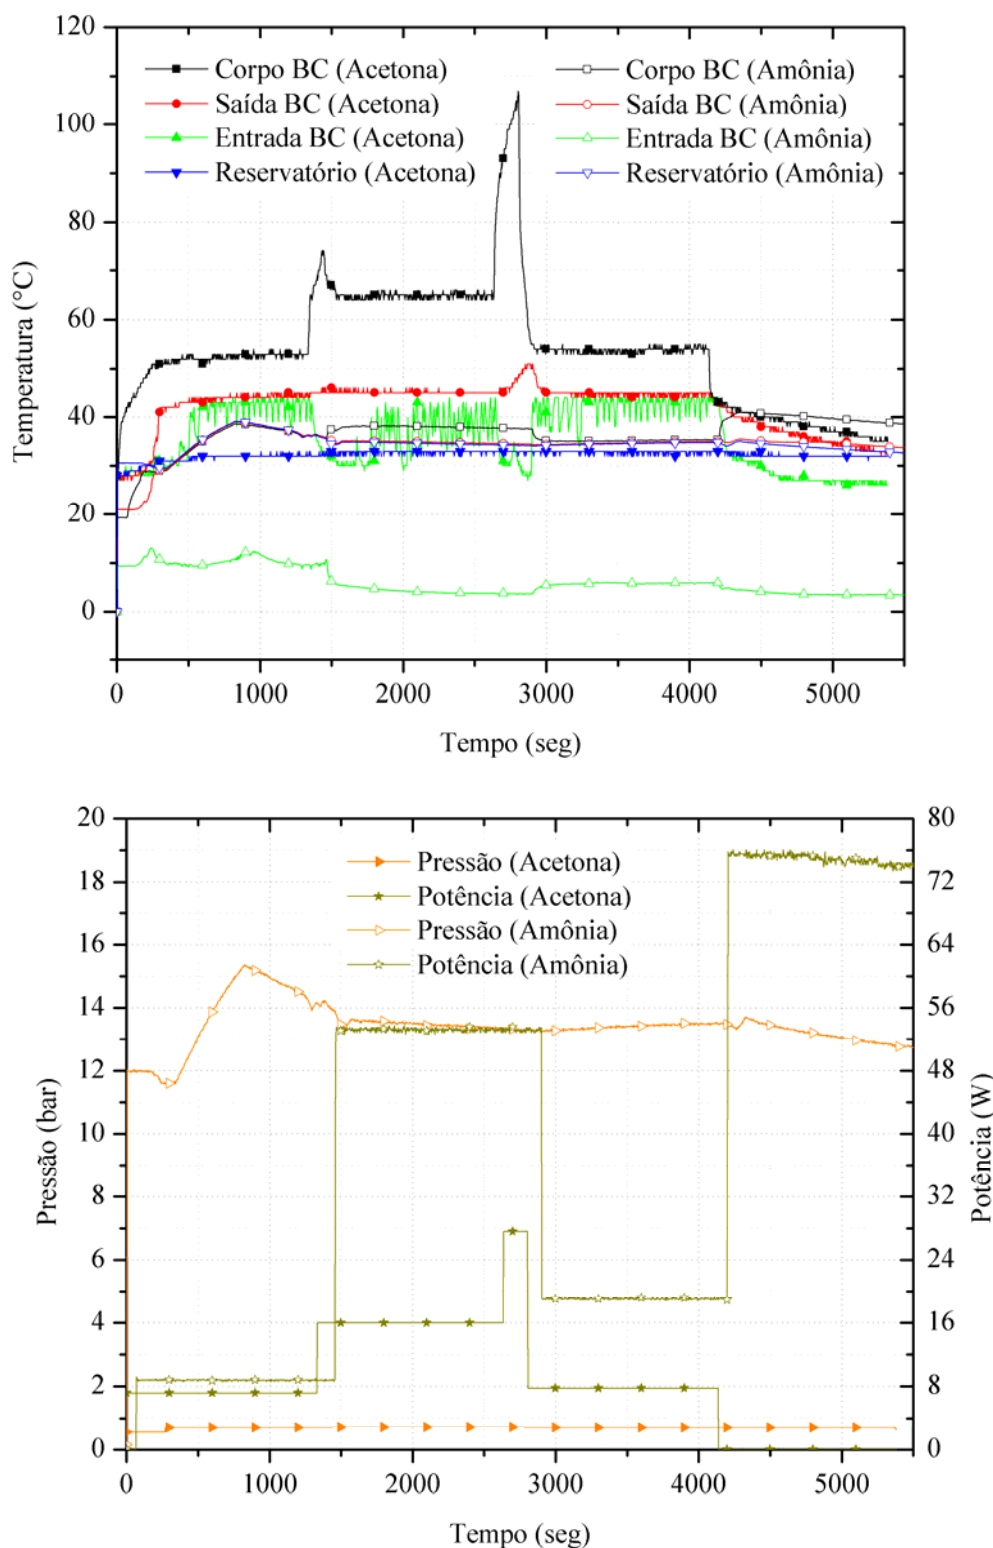 120
100
80
60
40
20
0
Temperatura (°C)
Corpo BC (Acetona)
Saída BC (Acetona)
Entrada BC (Acetona)
Reservatório (Acetona)
Corpo BC (Amônia)
Saída BC (Amônia)
Entrada BC (Amônia)
Reservatório (Amônia)
0 1000 2000 3000 4000 5000
Tempo (seg)
20
18
16
14
12
10
8
6
4
2
0
Pressão (bar)
Pressão (Acetona)
Potência (Acetona)
Pressão (Amônia)
Potência (Amônia)
80
72
64
56
48
40
32
24
16
8
0
Potência (W)
0 1000 2000 3000 4000 5000
Tempo (seg)